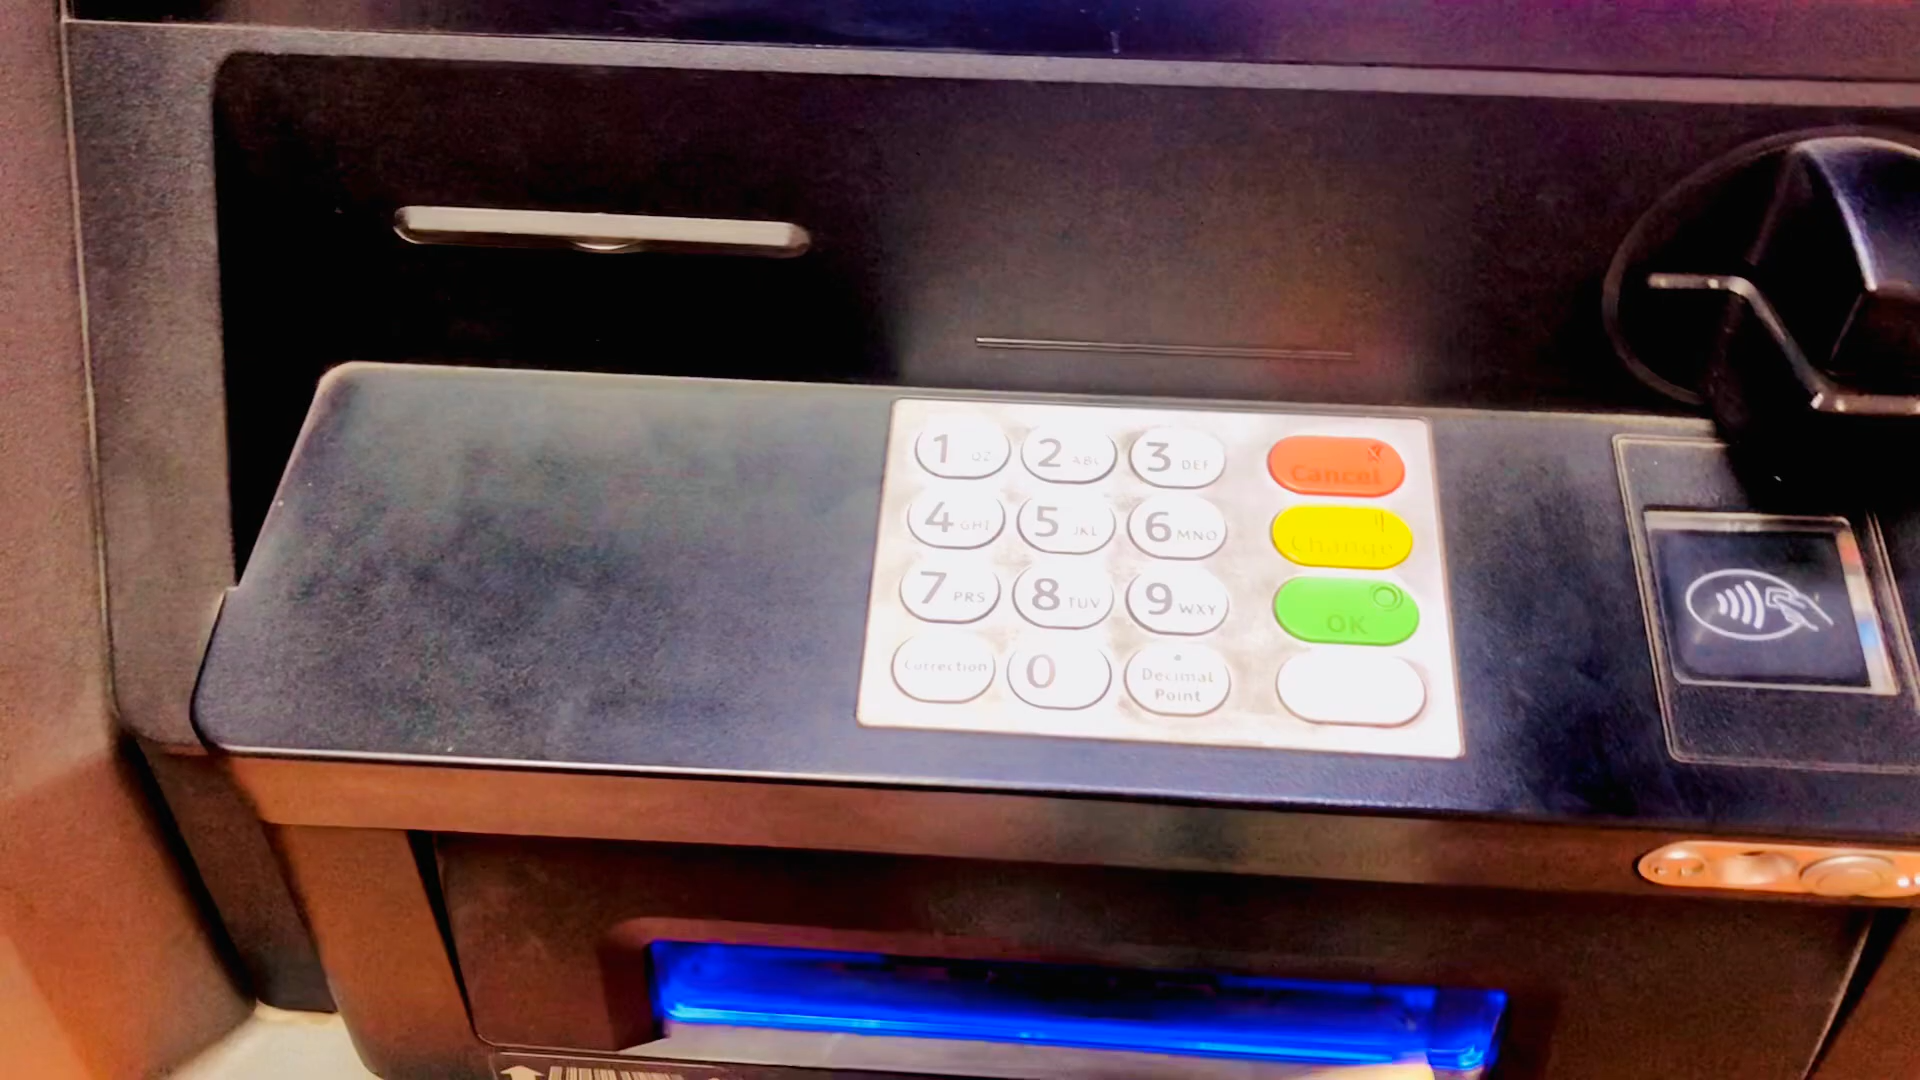 1 QZ 2 ABC 3 DEF Cancel
4 GHI 5 JKL 6 MNO Change
7 PRS 8 TUV 9 WXY OK
Correction 0 Decimal
Point